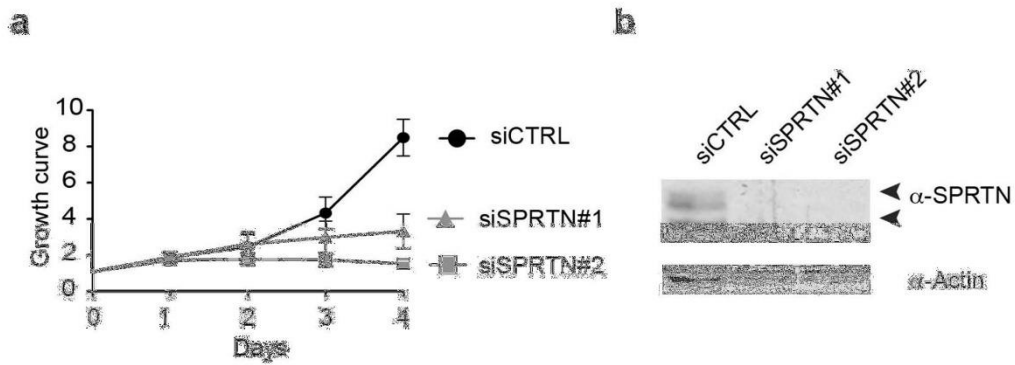 a
b
10
8
6
4
2
0
Growth curve
0 1 2 3 4
Days
siCTRL
siSPRTN#1
siSPRTN#2
siCTRL
siSPRTN#1
siSPRTN#2
α-SPRTN
α-Actin